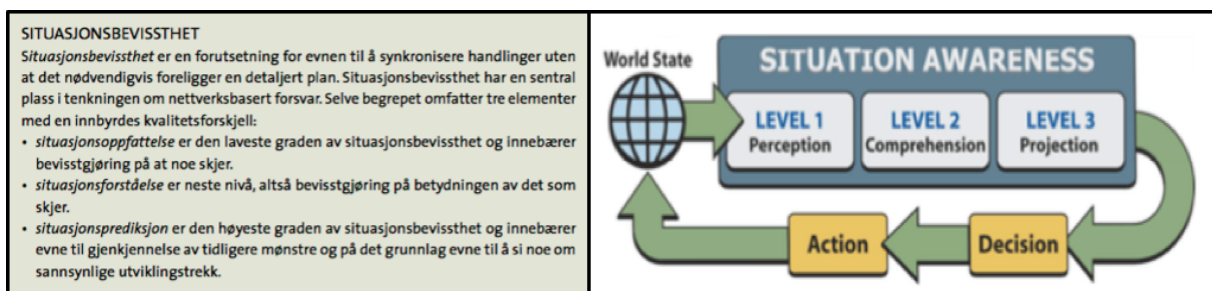 SITUASJONSBEVISSTHET
Situasjonsbevissthet er en forutsetning for evnen til å synkronisere handlinger uten
at det nødvendigvis foreligger en detaljert plan. Situasjonsbevissthet har en sentral
plass i tenkningen om nettverksbasert forsvar. Selve begrepet omfatter tre elementer
med en innbyrdes kvalitetsforskjell:
• situasjonsoppfattelse er den laveste graden av situasjonsbevissthet og innebærer
bevisstgjøring på at noe skjer.
• situasjonsforståelse er neste nivå, altså bevisstgjøring på betydningen av det som
skjer.
• situasjonsprediksjon er den høyeste graden av situasjonsbevissthet og innebærer
evne til gjenkjennelse av tidligere mønstre og på det grunnlag evne til å si noe om
sannsynlige utviklingstrekk.
World State
SITUATION AWARENESS
LEVEL 1
Perception
LEVEL 2
Comprehension
LEVEL 3
Projection
Action
Decision